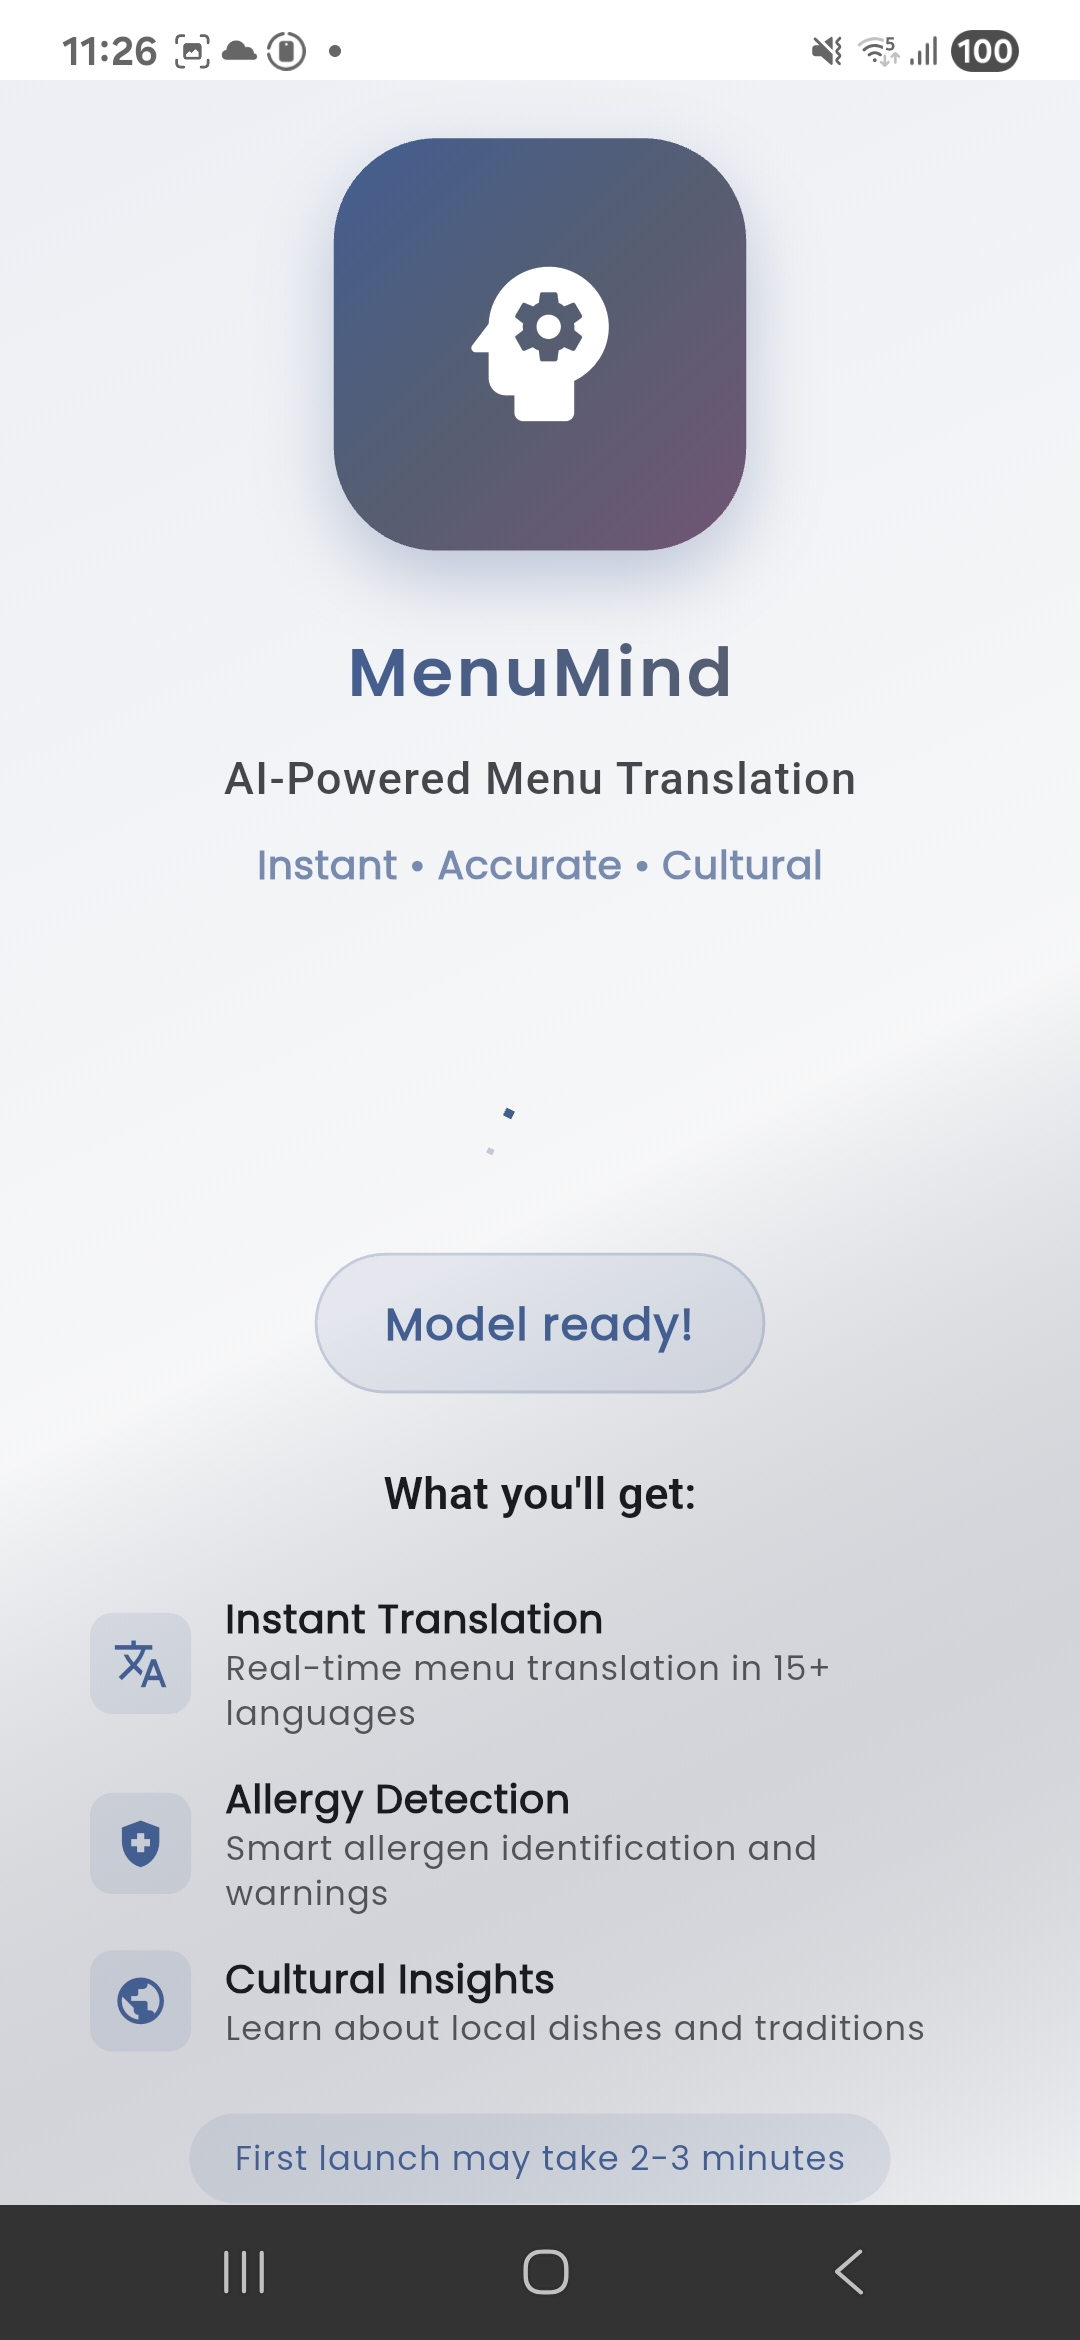 11:26
5
100
MenuMind
AI-Powered Menu Translation
Instant • Accurate • Cultural
Model ready!
What you'll get:
Instant Translation
Real-time menu translation in 15+
languages
Allergy Detection
Smart allergen identification and
warnings
Cultural Insights
Learn about local dishes and traditions
First launch may take 2-3 minutes